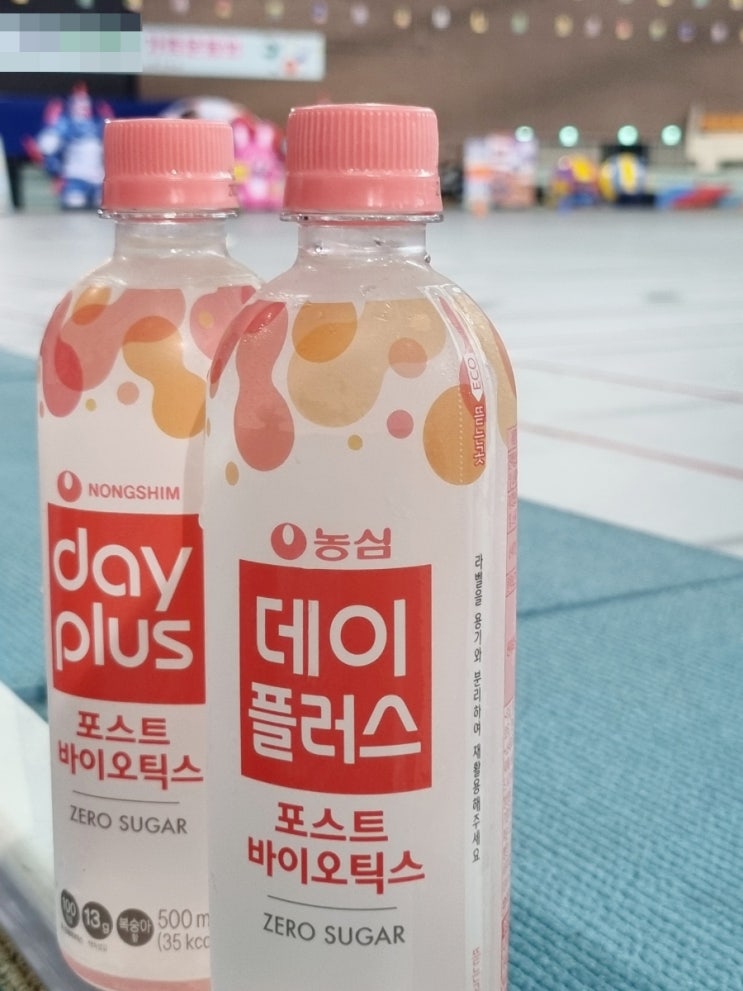 NONGSHIM
day
plus
포스트
바이오틱스
ZERO SUGAR
100
13g
복숭아
500 m
(35 kc
농심
데이
플러스
포스트
바이오틱스
ZERO SUGAR
ECO
라벨을 용기와 분리하여 재활용해주세요